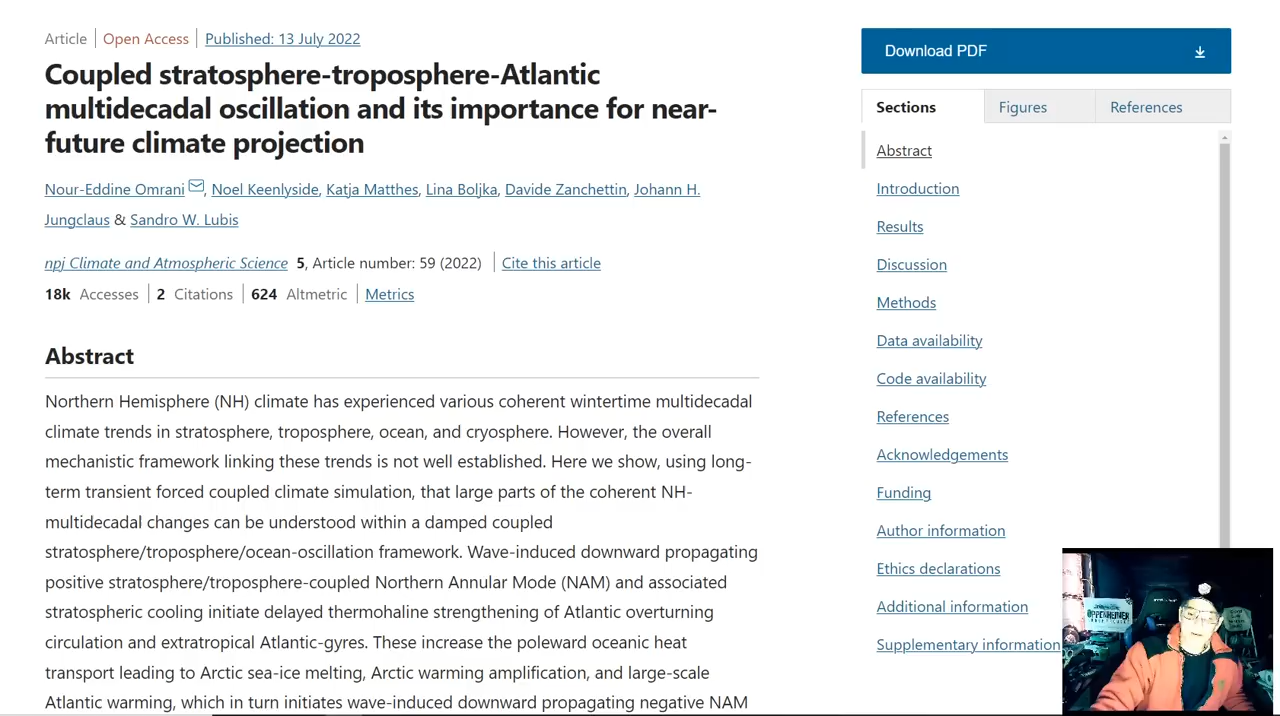 Article | Open Access | Published: 13 July 2022
Coupled stratosphere-troposphere-Atlantic
multidecadal oscillation and its importance for near-
future climate projection
Nour-Eddine Omrani, Noel Keenlyside, Katja Matthes, Lina Boljka, Davide Zanchettin, Johann H.
Jungclaus & Sandro W. Lubis
npj Climate and Atmospheric Science 5, Article number: 59 (2022) | Cite this article
18k Accesses | 2 Citations | 624 Altmetric | Metrics
Abstract
Northern Hemisphere (NH) climate has experienced various coherent wintertime multidecadal
climate trends in stratosphere, troposphere, ocean, and cryosphere. However, the overall
mechanistic framework linking these trends is not well established. Here we show, using long-
term transient forced coupled climate simulation, that large parts of the coherent NH-
multidecadal changes can be understood within a damped coupled
stratosphere/troposphere/ocean-oscillation framework. Wave-induced downward propagating
positive stratosphere/troposphere-coupled Northern Annular Mode (NAM) and associated
stratospheric cooling initiate delayed thermohaline strengthening of Atlantic overturning
circulation and extratropical Atlantic-gyres. These increase the poleward oceanic heat
transport leading to Arctic sea-ice melting, Arctic warming amplification, and large-scale
Atlantic warming, which in turn initiates wave-induced downward propagating negative NAM
Download PDF
Sections
Figures
References
Abstract
Introduction
Results
Discussion
Methods
Data availability
Code availability
References
Acknowledgements
Funding
Author information
Ethics declarations
Additional information
Supplementary information
OPPENHEIMER